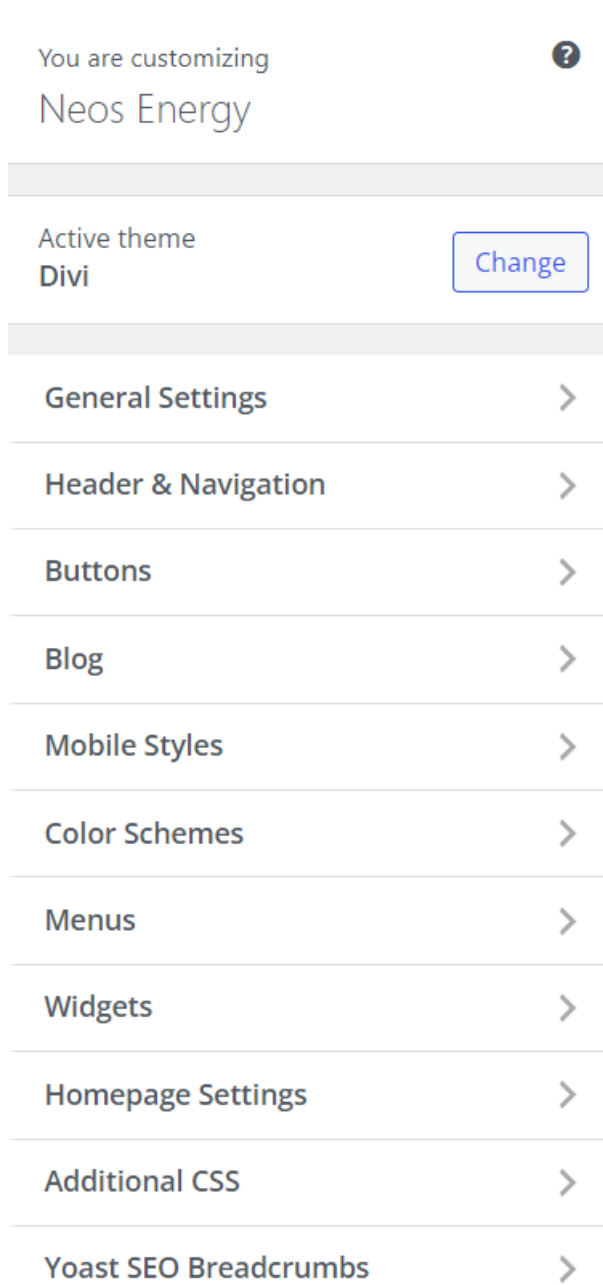 You are customizing
Neos Energy
Active theme
Divi
Change
General Settings
Header & Navigation
Buttons
Blog
Mobile Styles
Color Schemes
Menus
Widgets
Homepage Settings
Additional CSS
Yoast SEO Breadcrumbs